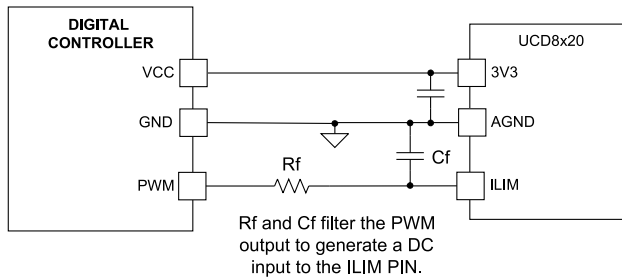 DIGITAL
CONTROLLER
UCD8x20
VCC
3V3
GND
AGND
Rf
Cf
PWM
ILIM
Rf and Cf filter the PWM
output to generate a DC
input to the ILIM PIN.